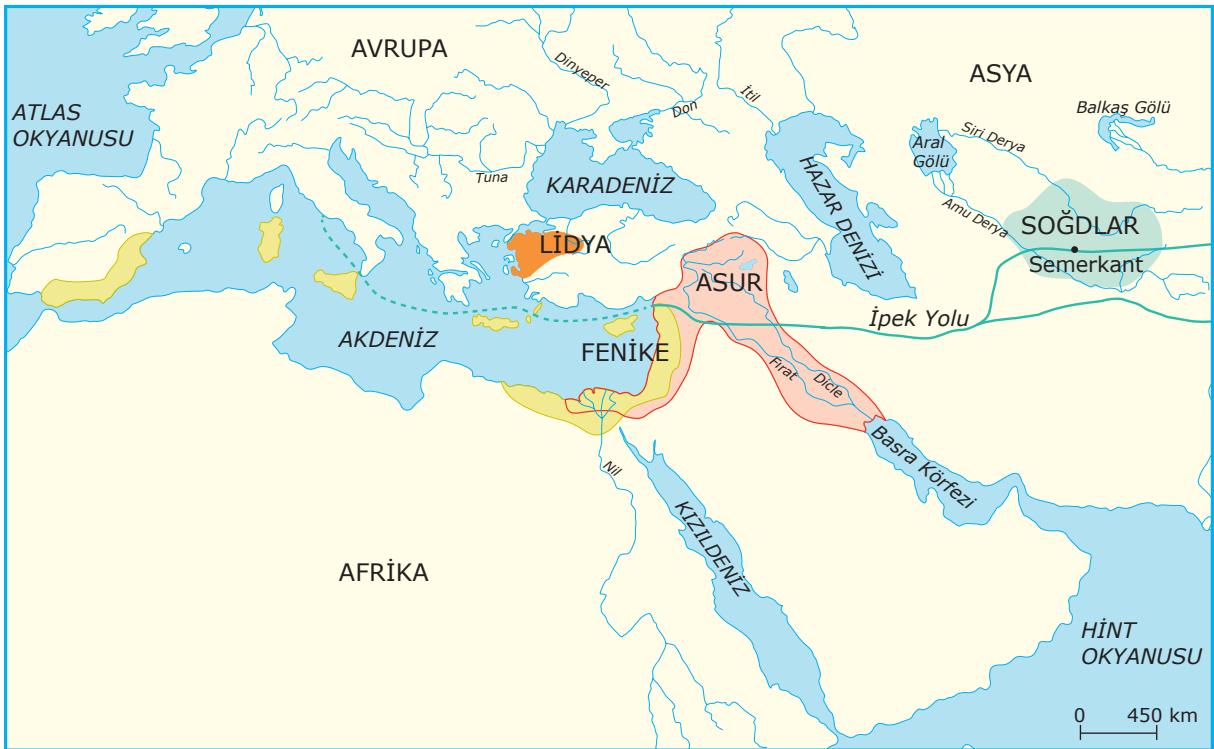 AVRUPA
ASYA
ATLAS
OKYANUSU
Dinyeper
Don
İtil
Balkaş Gölü
Siri Derya
Aral
Gölü
Tuna
KARADENİZ
HAZAR DENİZİ
Amu Derya
SOĞDLAR
Semerkant
LİDYA
ASUR
İpek Yolu
AKDENİZ
FENİKE
Fırat
Dicle
Basra Körfezi
Nil
KIZILDENİZ
AFRİKA
HİNT
OKYANUSU
0 450 km